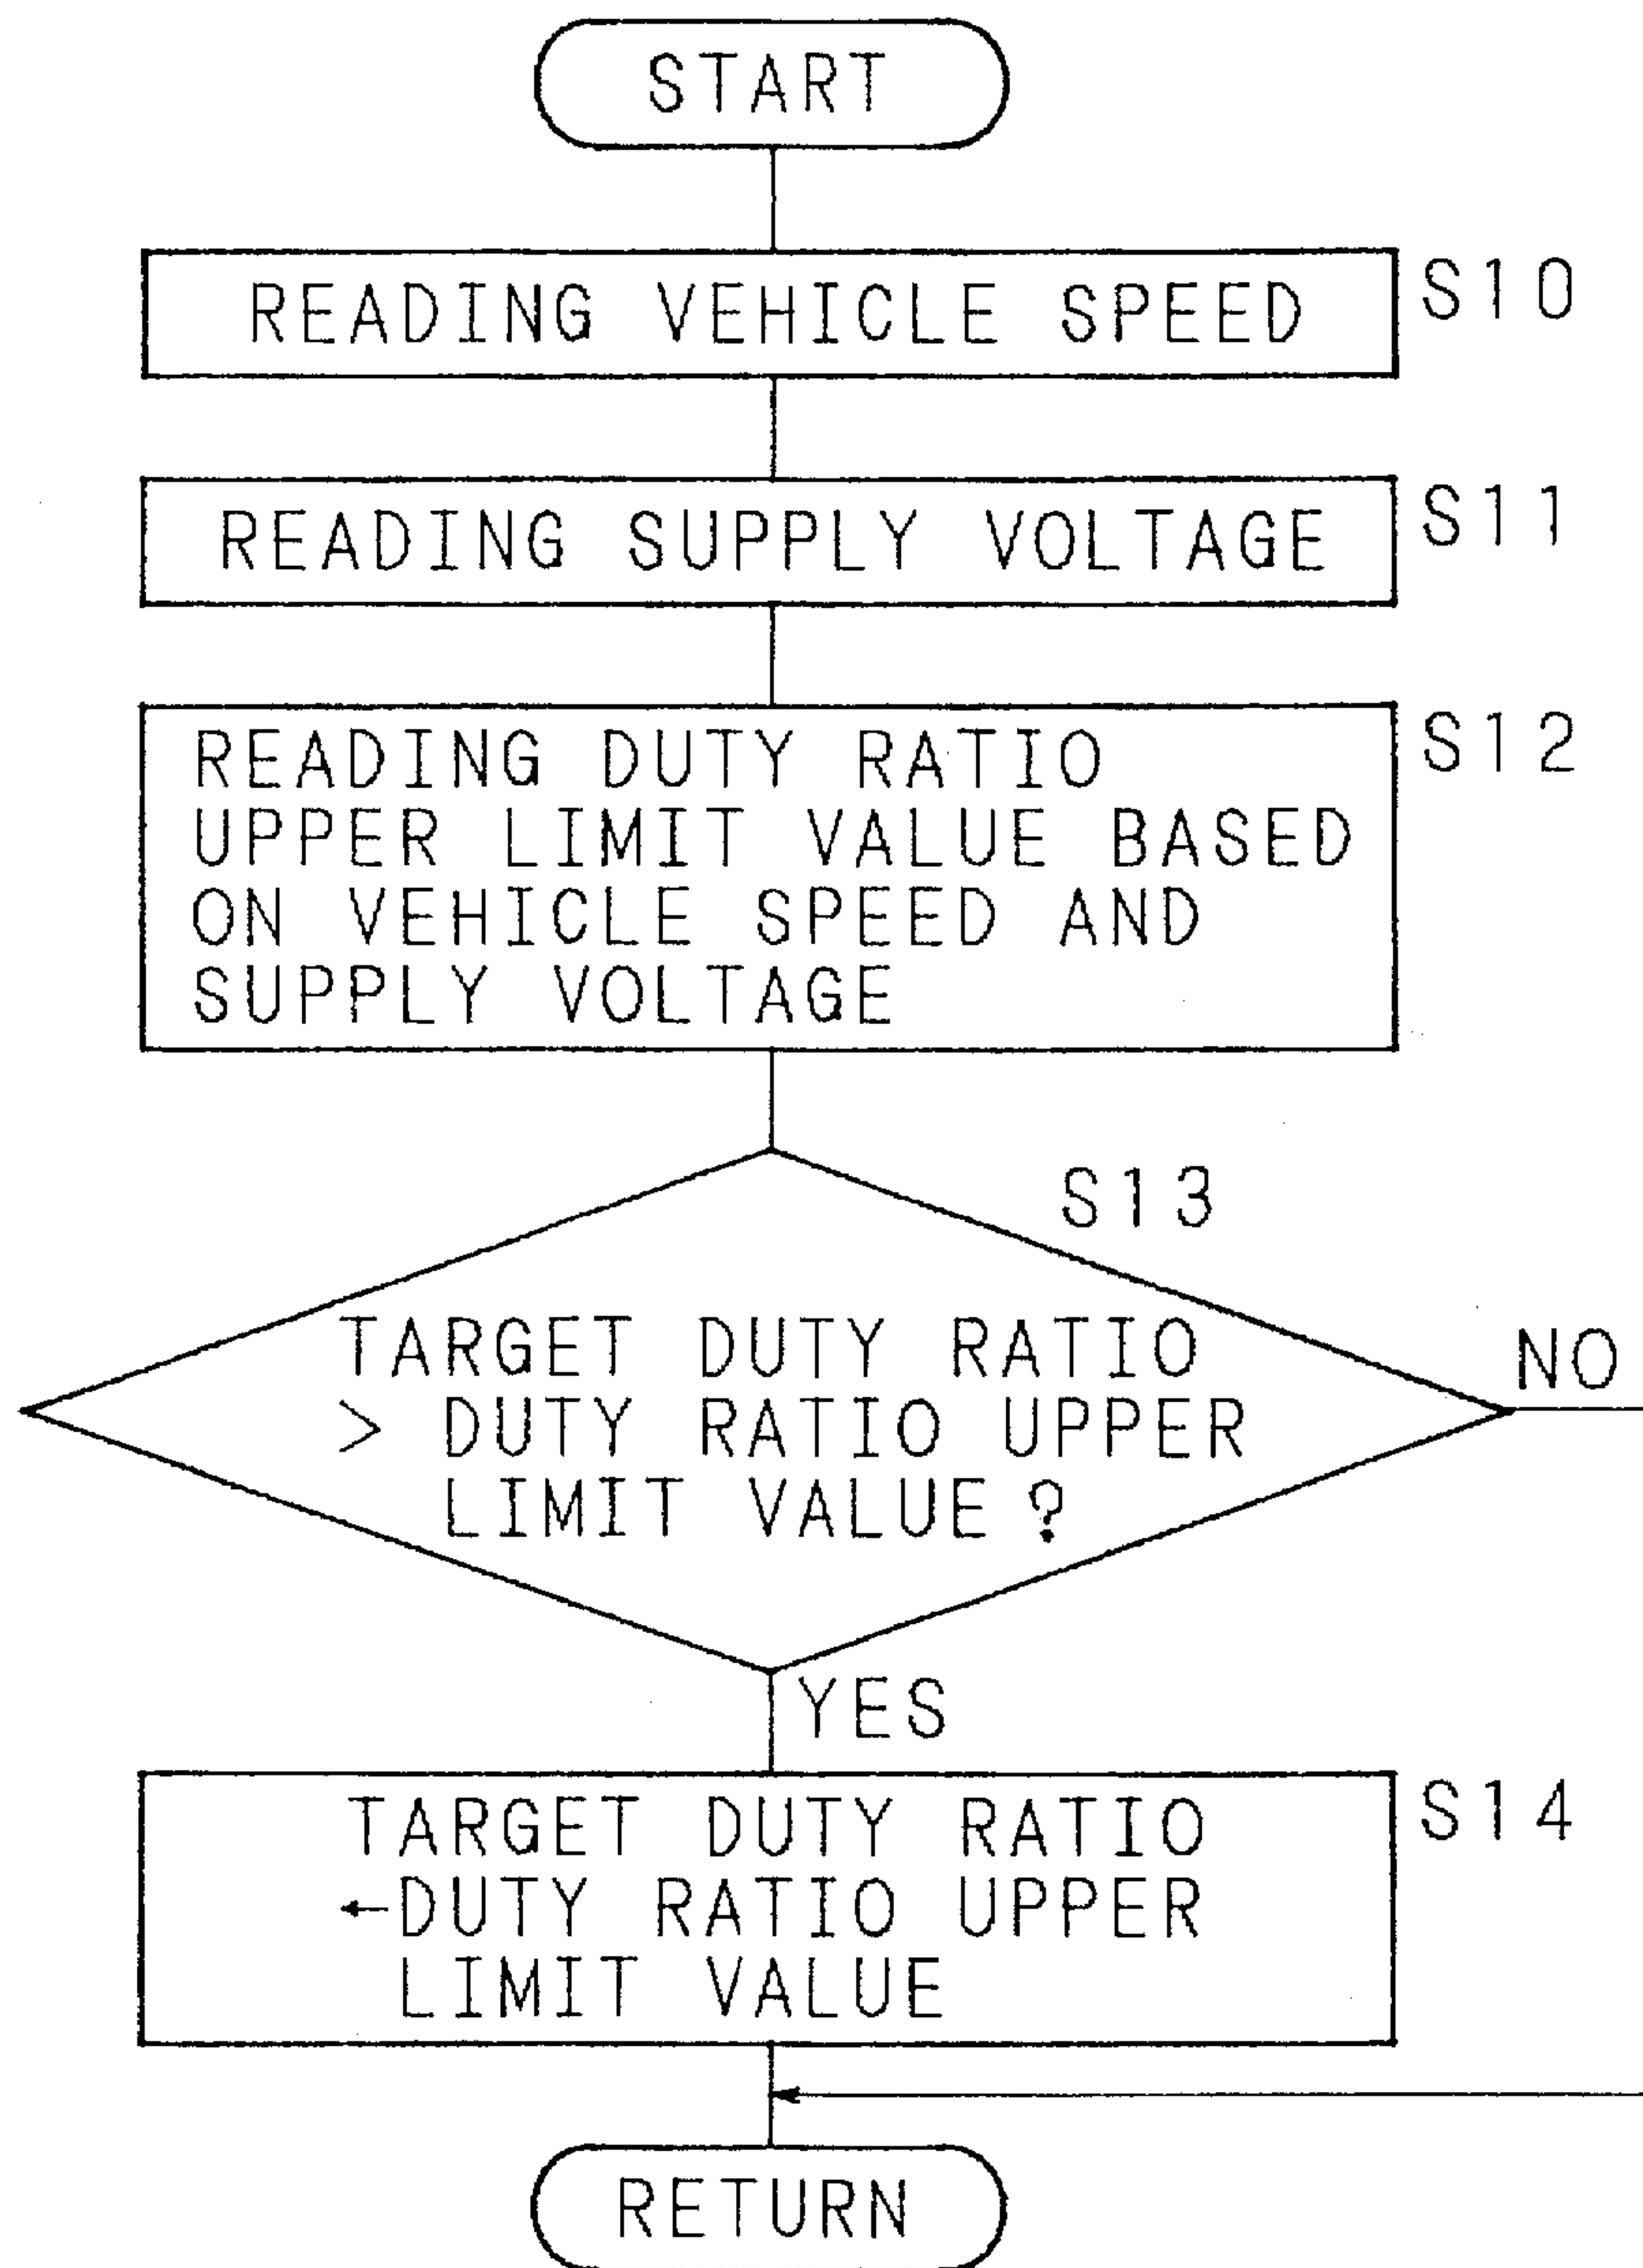 START
READING VEHICLE SPEED
S10
READING SUPPLY VOLTAGE
S11
READING DUTY RATIO
UPPER LIMIT VALUE BASED
ON VEHICLE SPEED AND
SUPPLY VOLTAGE
S12
S13
TARGET DUTY RATIO
> DUTY RATIO UPPER
LIMIT VALUE?
NO
YES
TARGET DUTY RATIO
←DUTY RATIO UPPER
LIMIT VALUE
S14
RETURN